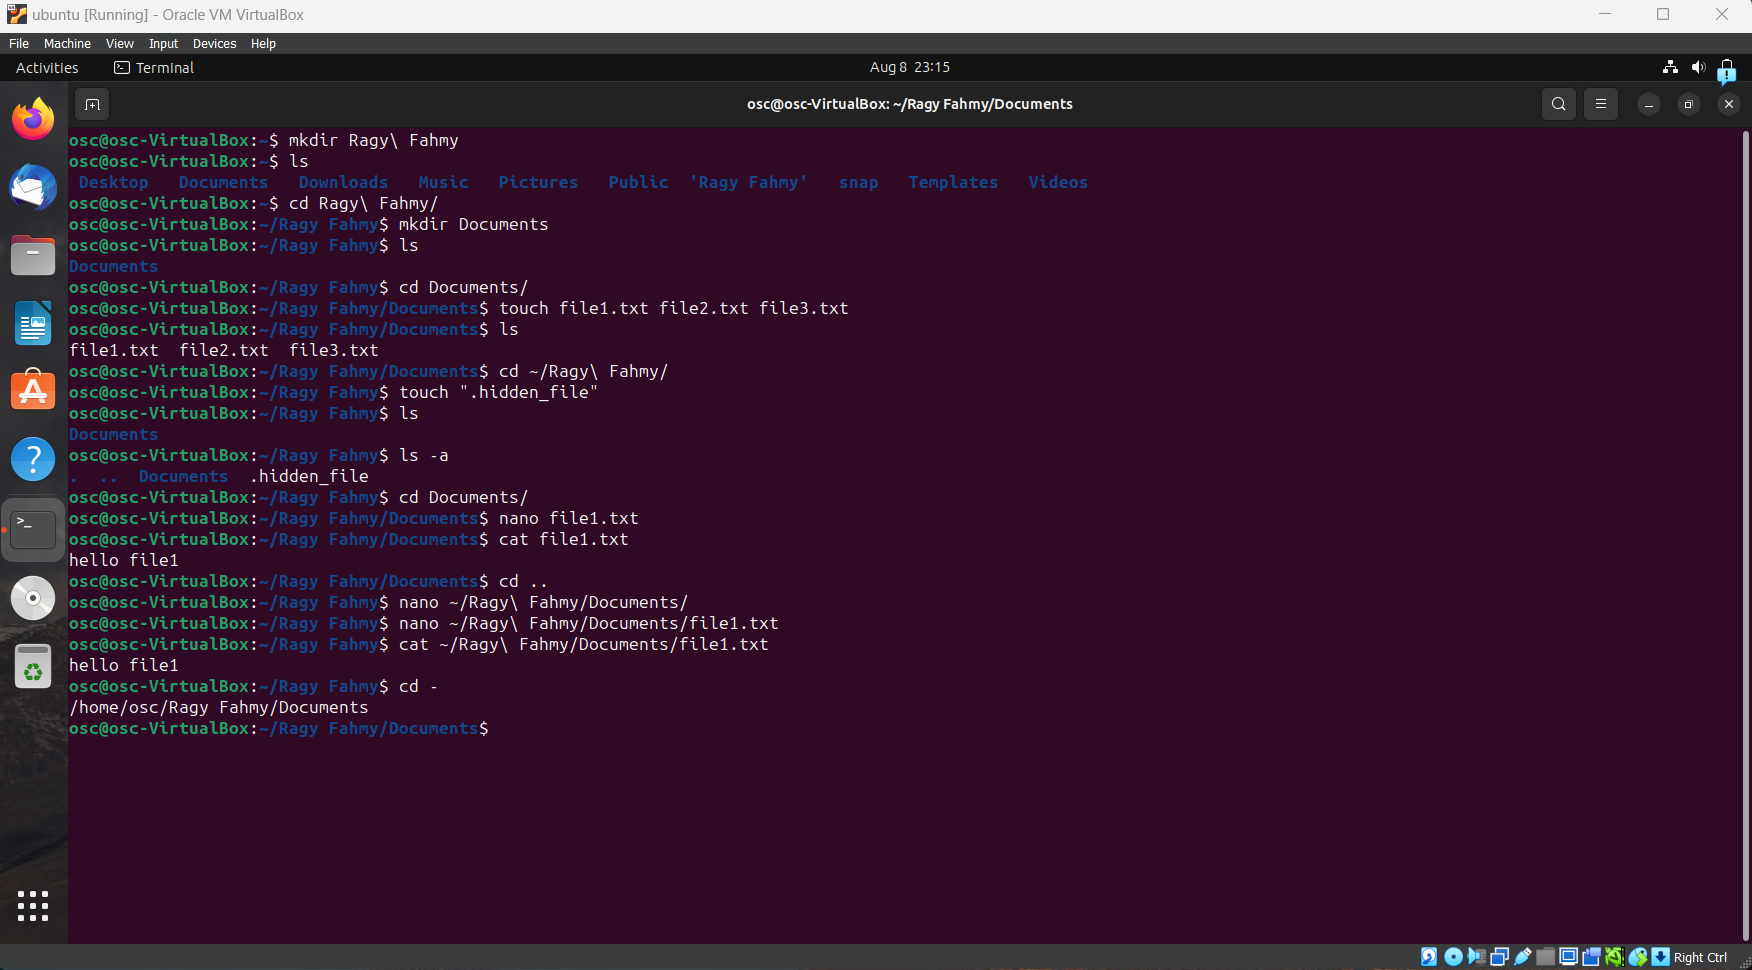 ubuntu [Running] - Oracle VM VirtualBox
File Machine View Input Devices Help
Activities Terminal Aug 8 23:15
osc@osc-VirtualBox: ~/Ragy Fahmy/Documents
osc@osc-VirtualBox:~$ mkdir Ragy\ Fahmy
osc@osc-VirtualBox:~$ ls
Desktop Documents Downloads Music Pictures Public 'Ragy Fahmy' snap Templates Videos
osc@osc-VirtualBox:~$ cd Ragy\ Fahmy/
osc@osc-VirtualBox:~/Ragy Fahmy$ mkdir Documents
osc@osc-VirtualBox:~/Ragy Fahmy$ ls
Documents
osc@osc-VirtualBox:~/Ragy Fahmy$ cd Documents/
osc@osc-VirtualBox:~/Ragy Fahmy/Documents$ touch file1.txt file2.txt file3.txt
osc@osc-VirtualBox:~/Ragy Fahmy/Documents$ ls
file1.txt file2.txt file3.txt
osc@osc-VirtualBox:~/Ragy Fahmy/Documents$ cd ~/Ragy\ Fahmy/
osc@osc-VirtualBox:~/Ragy Fahmy$ touch ".hidden_file"
osc@osc-VirtualBox:~/Ragy Fahmy$ ls
Documents
osc@osc-VirtualBox:~/Ragy Fahmy$ ls -a
. .. Documents .hidden_file
osc@osc-VirtualBox:~/Ragy Fahmy$ cd Documents/
osc@osc-VirtualBox:~/Ragy Fahmy/Documents$ nano file1.txt
osc@osc-VirtualBox:~/Ragy Fahmy/Documents$ cat file1.txt
hello file1
osc@osc-VirtualBox:~/Ragy Fahmy/Documents$ cd ..
osc@osc-VirtualBox:~/Ragy Fahmy$ nano ~/Ragy\ Fahmy/Documents/
osc@osc-VirtualBox:~/Ragy Fahmy$ nano ~/Ragy\ Fahmy/Documents/file1.txt
osc@osc-VirtualBox:~/Ragy Fahmy$ cat ~/Ragy\ Fahmy/Documents/file1.txt
hello file1
osc@osc-VirtualBox:~/Ragy Fahmy$ cd -
/home/osc/Ragy Fahmy/Documents
osc@osc-VirtualBox:~/Ragy Fahmy/Documents$
Right Ctrl